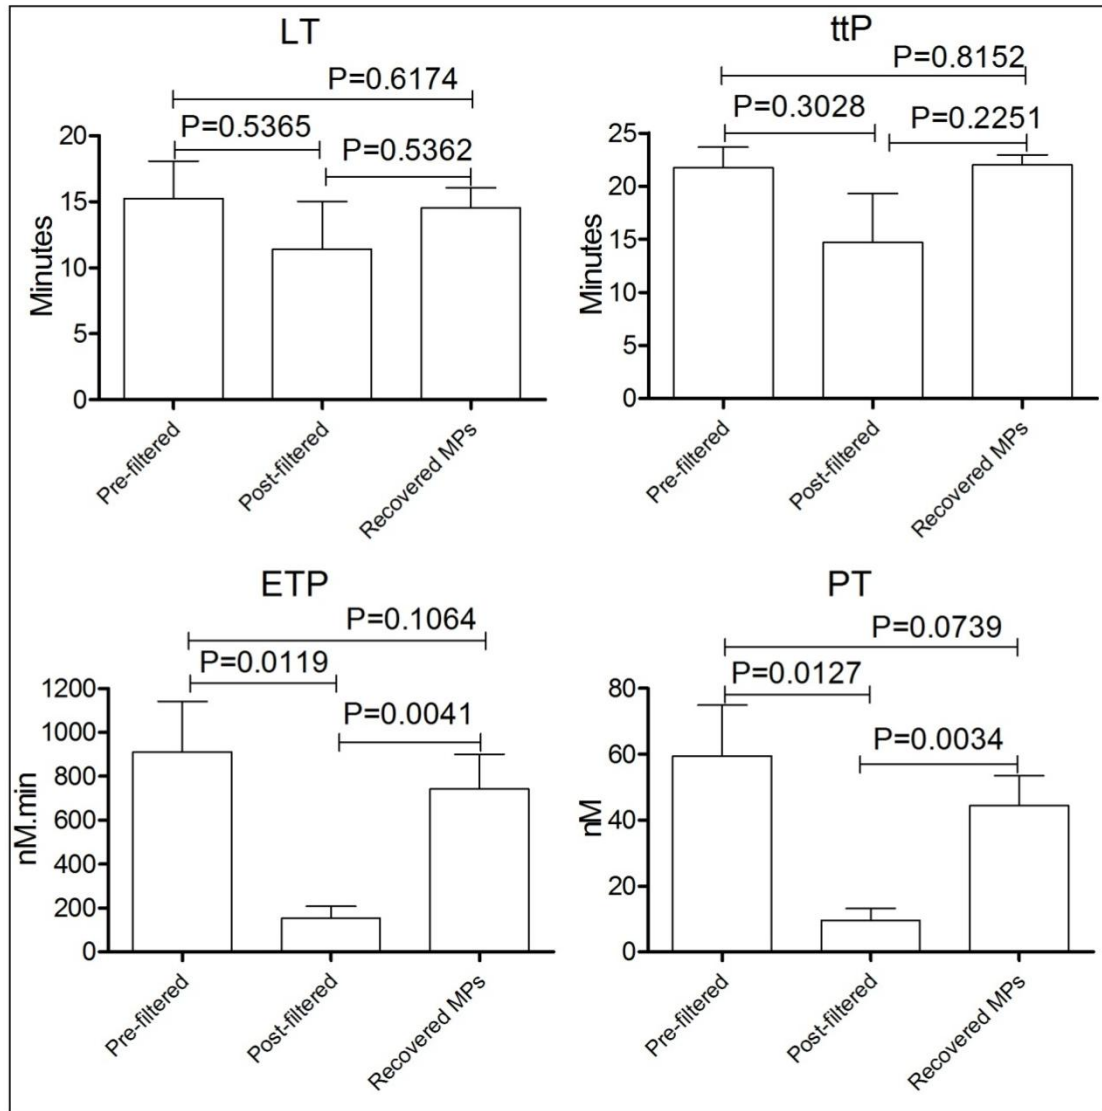 LT
P=0.6174
P=0.5365
P=0.5362
20
15
10
5
0
Minutes
Pre-filtered
Post-filtered
Recovered MPs
ttP
P=0.8152
P=0.3028
P=0.2251
25
20
15
10
5
0
Minutes
Pre-filtered
Post-filtered
Recovered MPs
ETP
P=0.1064
P=0.0119
P=0.0041
1200
1000
800
600
400
200
0
nM.min
Pre-filtered
Post-filtered
Recovered MPs
PT
P=0.0739
P=0.0127
P=0.0034
80
60
40
20
0
nM
Pre-filtered
Post-filtered
Recovered MPs